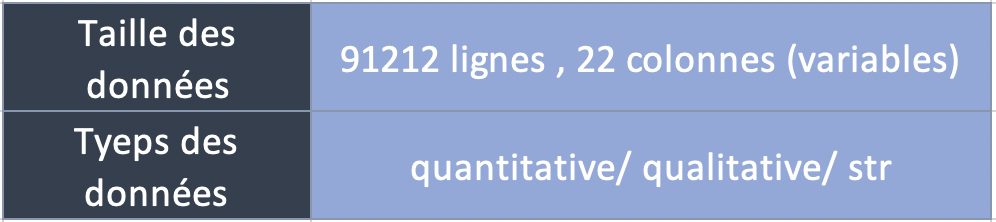 Taille des
données
91212 lignes , 22 colonnes (variables)
Tyeps des
données
quantitative/ qualitative/ str